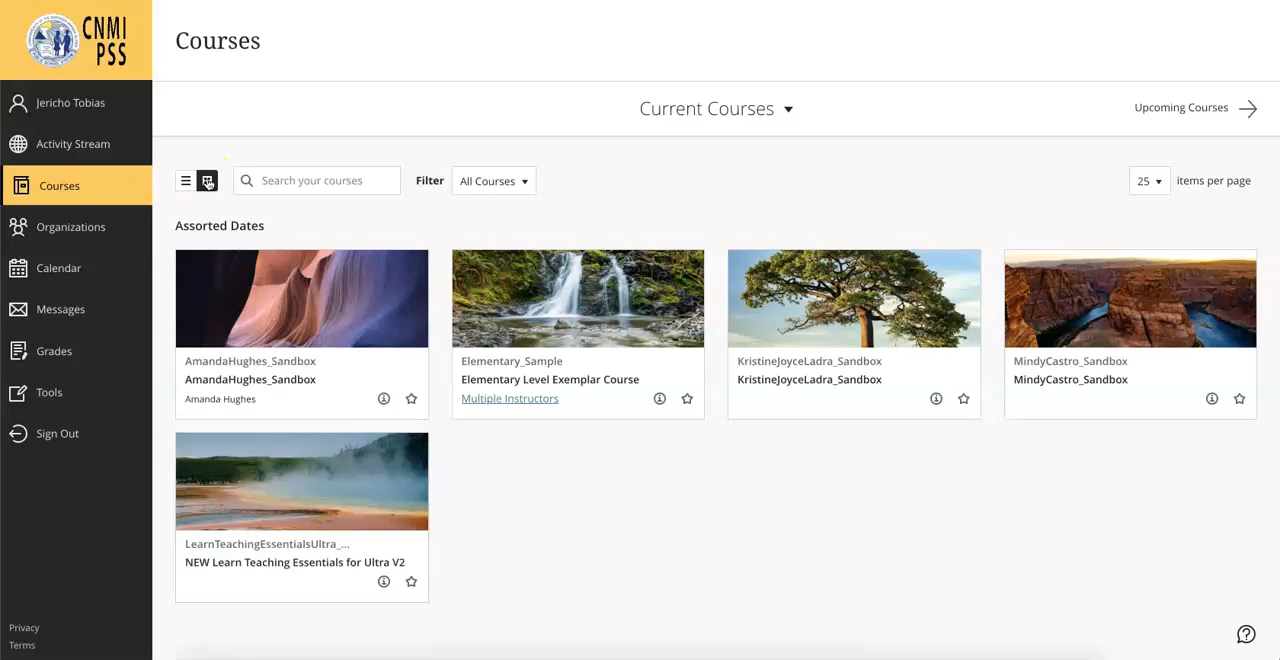 CNMI
PSS
Courses
Jericho Tobias
Activity Stream
Courses
Organizations
Calendar
Messages
Grades
Tools
Sign Out
Privacy
Terms
Current Courses
Upcoming Courses
Search your courses
Filter
All Courses
25
items per page
Assorted Dates
AmandaHughes_Sandbox
AmandaHughes_Sandbox
Amanda Hughes
Elementary_Sample
Elementary Level Exemplar Course
Multiple Instructors
KristineJoyceLadra_Sandbox
KristineJoyceLadra_Sandbox
MindyCastro_Sandbox
MindyCastro_Sandbox
LearnTeachingEssentialsUltra_...
NEW Learn Teaching Essentials for Ultra V2